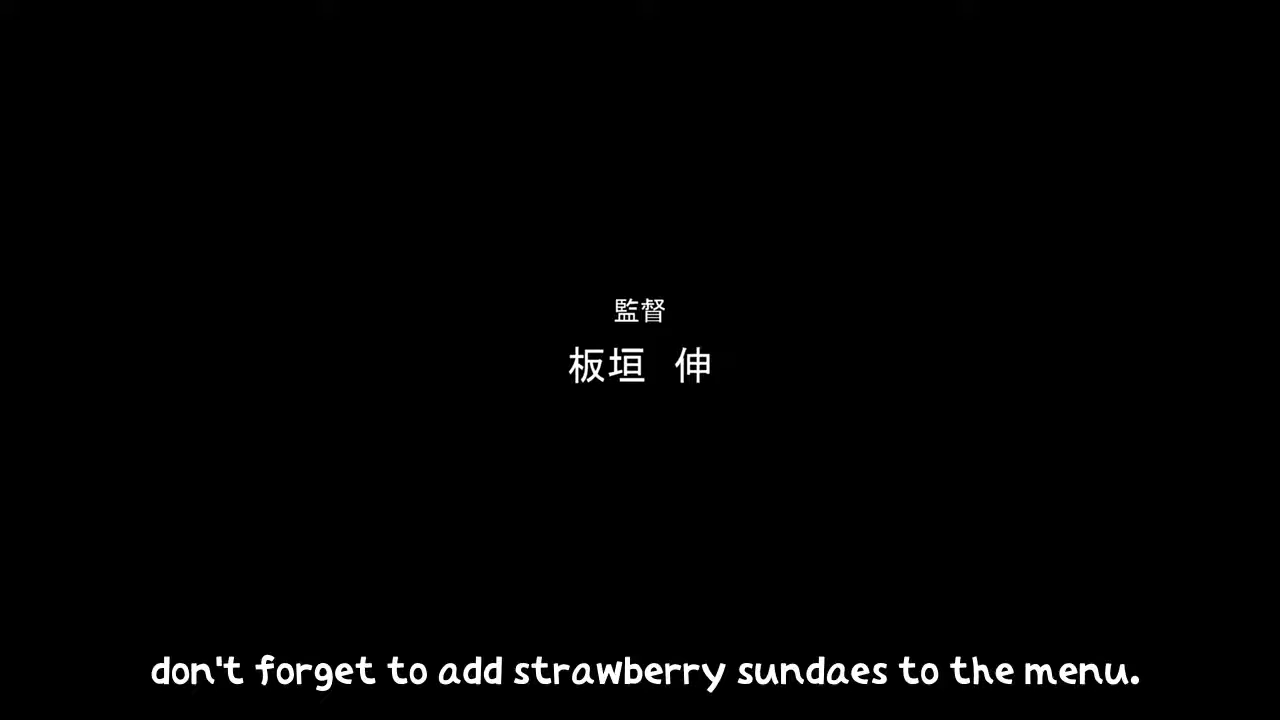 監督
板垣 伸
don't forget to add strawberry sundaes to the menu.